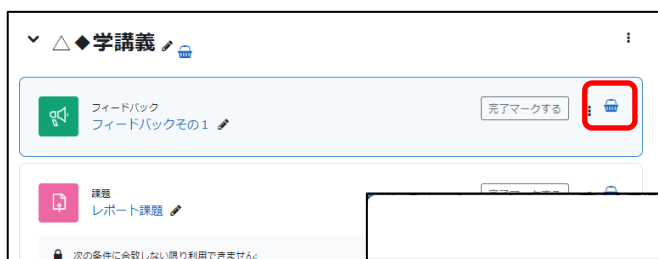 △◆学講義
フィードバック
フィードバックその１
完了マークする
課題
レポート課題
完了マークする
次の条件に合致しない限り利用できません: